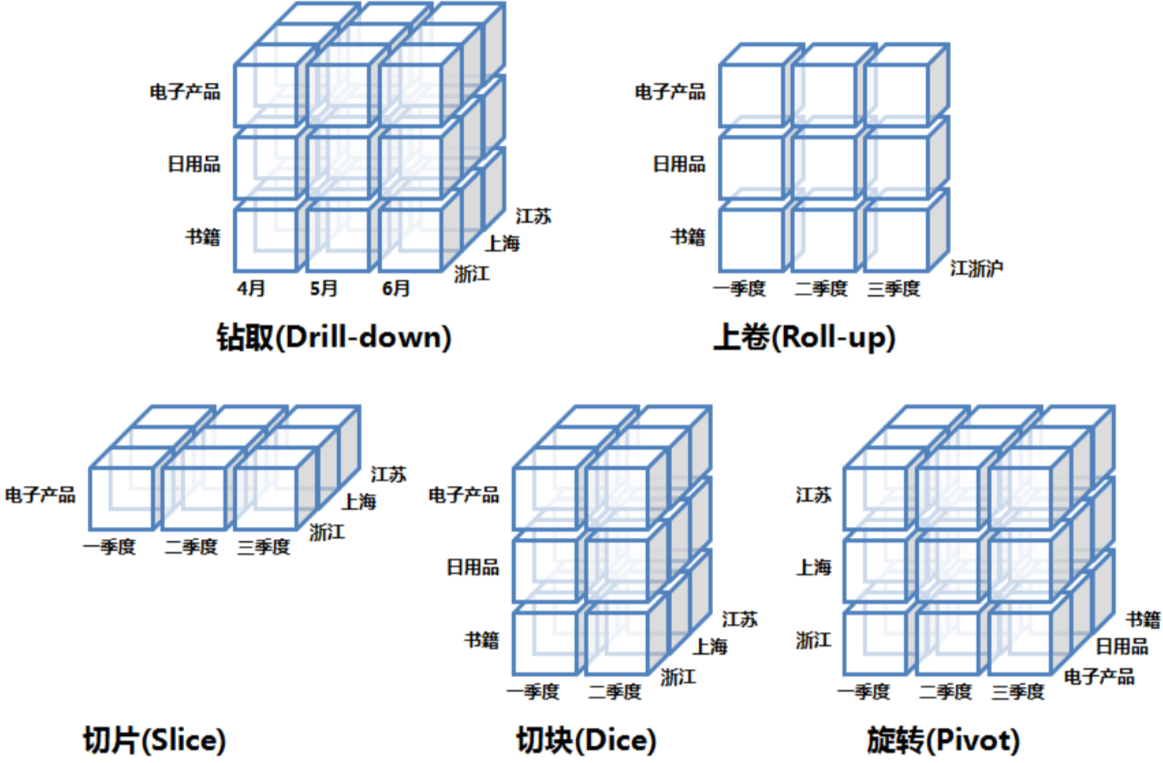 电子产品
日用品
书籍
4月 5月 6月
浙江
上海
江苏
钻取(Drill-down)
电子产品
日用品
书籍
一季度 二季度 三季度
江浙沪
上卷(Roll-up)
电子产品
一季度 二季度 三季度
浙江
上海
江苏
切片(Slice)
电子产品
日用品
书籍
一季度 二季度
浙江
上海
江苏
切块(Dice)
江苏
上海
浙江
一季度 二季度 三季度
电子产品
日用品
书籍
旋转(Pivot)